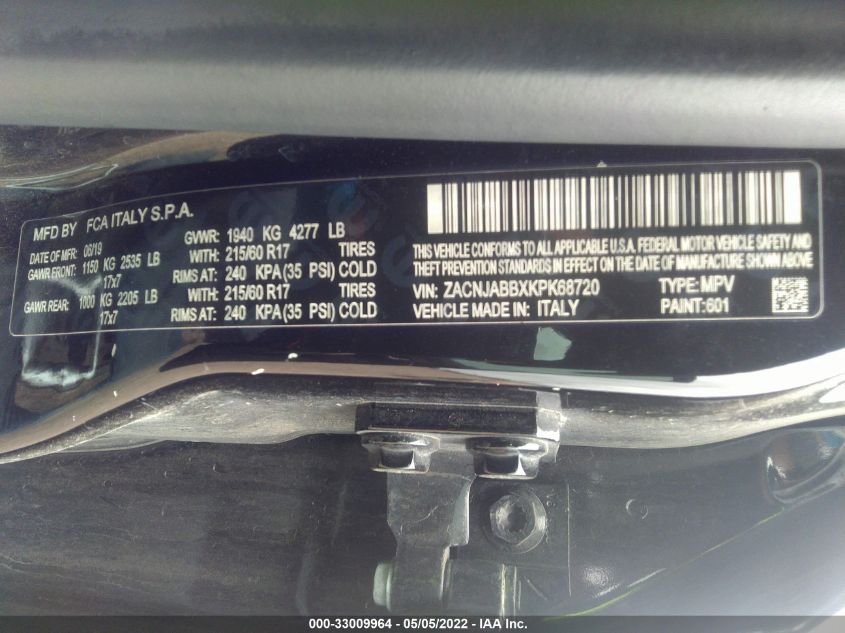 MFD BY FCA ITALY S.P.A.
DATE OF MFR: 06/19 GVWR: 1940 KG 4277 LB
GAWR FRONT: 1150 KG 2535 LB WITH: 215/60 R17 TIRES
17x7 RIMS AT: 240 KPA(35 PSI) COLD
GAWR REAR: 1000 KG 2205 LB WITH: 215/60 R17 TIRES
17x7 RIMS AT: 240 KPA(35 PSI) COLD
THIS VEHICLE CONFORMS TO ALL APPLICABLE U.S.A. FEDERAL MOTOR VEHICLE SAFETY AND
THEFT PREVENTION STANDARDS IN EFFECT ON THE DATE OF MANUFACTURE SHOWN ABOVE.
VIN: ZACNJABBXKPK68720 TYPE: MPV
VEHICLE MADE IN: ITALY PAINT: 601
000-33009964 - 05/05/2022 - IAA Inc.